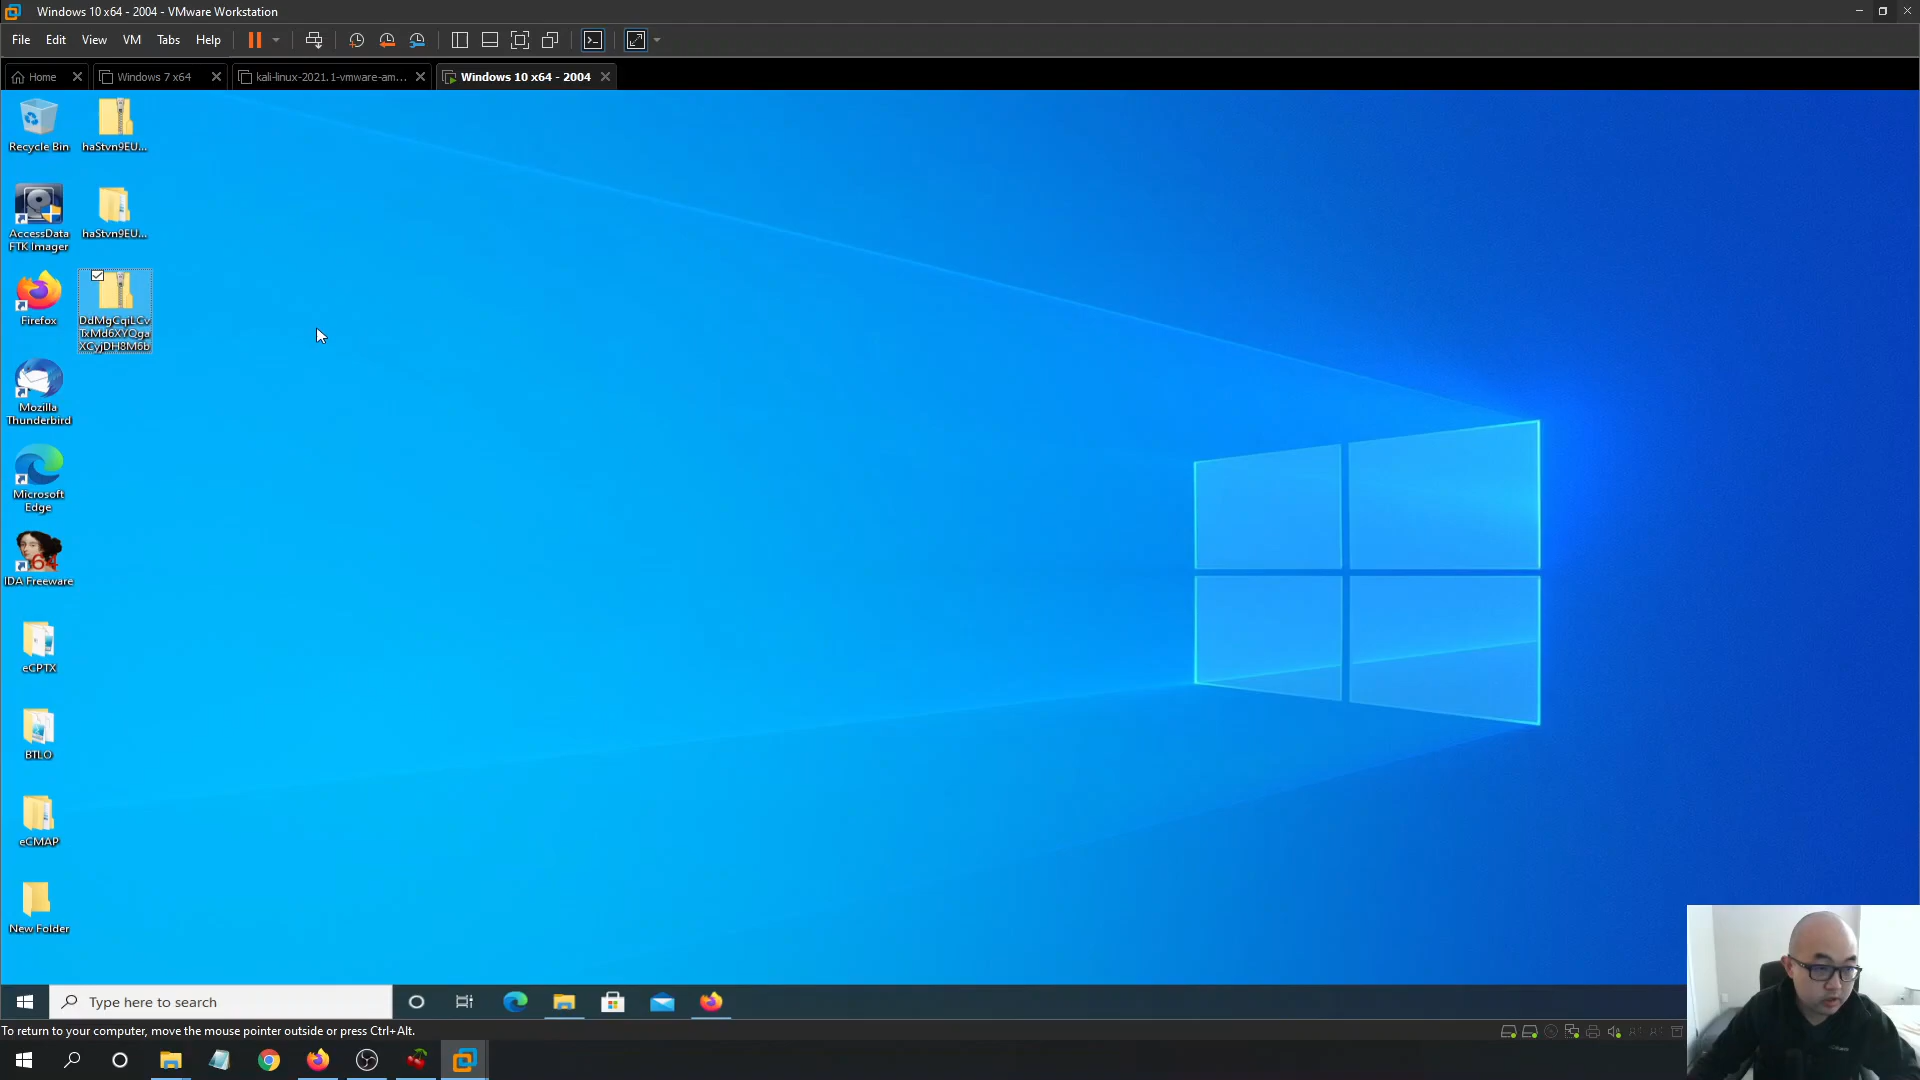 Windows 10 x64 - 2004 - VMware Workstation
File Edit View VM Tabs Help
Home
Windows 7 x64
kali-linux-2021.1-vmware-am...
Windows 10 x64 - 2004
Recycle Bin
haStvn9EU...
AccessData
FTK Imager
haStvn9EU...
Firefox
DdMgCqiLCv
TxMd6XYQga
XCyjDH8M6b
Mozilla
Thunderbird
Microsoft
Edge
64
IDA Freeware
eCPTX
BTLO
eCMAP
New Folder
Type here to search
To return to your computer, move the mouse pointer outside or press Ctrl+Alt.